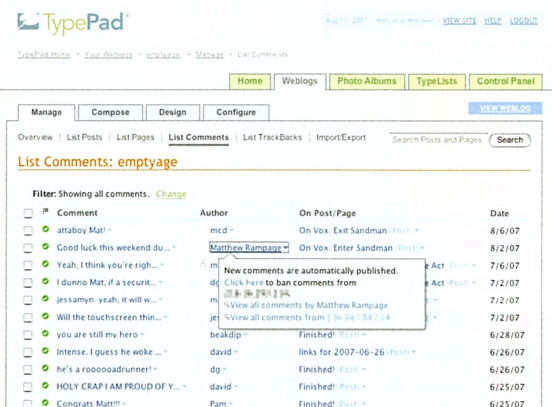 TypePad
Aug 11, 2007 Welcome Matthew! VIEW SITE HELP LOGOUT
TypePad Home Your Weblogs emptyage Manage List Comments
Home Weblogs Photo Albums TypeLists Control Panel
Manage Compose Design Configure VIEW WEBLOG
Overview List Posts List Pages List Comments List TrackBacks Import/Export Search Posts and Pages Search
List Comments: emptyage
Filter: Showing all comments. Change
Comment Author On Post/Page Date
attaboy Mat! mcd On Vox: Exit Sandman (Post) 8/6/07
Good luck this weekend du... Matthew Rampage On Vox: Enter Sandman (Post) 8/2/07
Yeah, I think you're righ... m e Act (Post) 7/6/07
I dunno Mat, if a securit... dg e Act (Post) 7/2/07
Jessamyn: yeah, it will w... m 7/2/07
Will the touchscreen thin... jes 7/2/07
New comments are automatically published.
Click here to ban comments from
View all comments by Matthew Rampage
View all comments from
you are still my hero beakdip Finished! (Post) 6/28/07
Intense. I guess he woke ... david links for 2007-06-26 (Post) 6/26/07
he's a roooooadrunner! dg Finished! (Post) 6/26/07
HOLY CRAP I AM PROUD OF Y... david Finished! (Post) 6/25/07
Congrats Matt!!! Pam Finished! (Post) 6/25/07